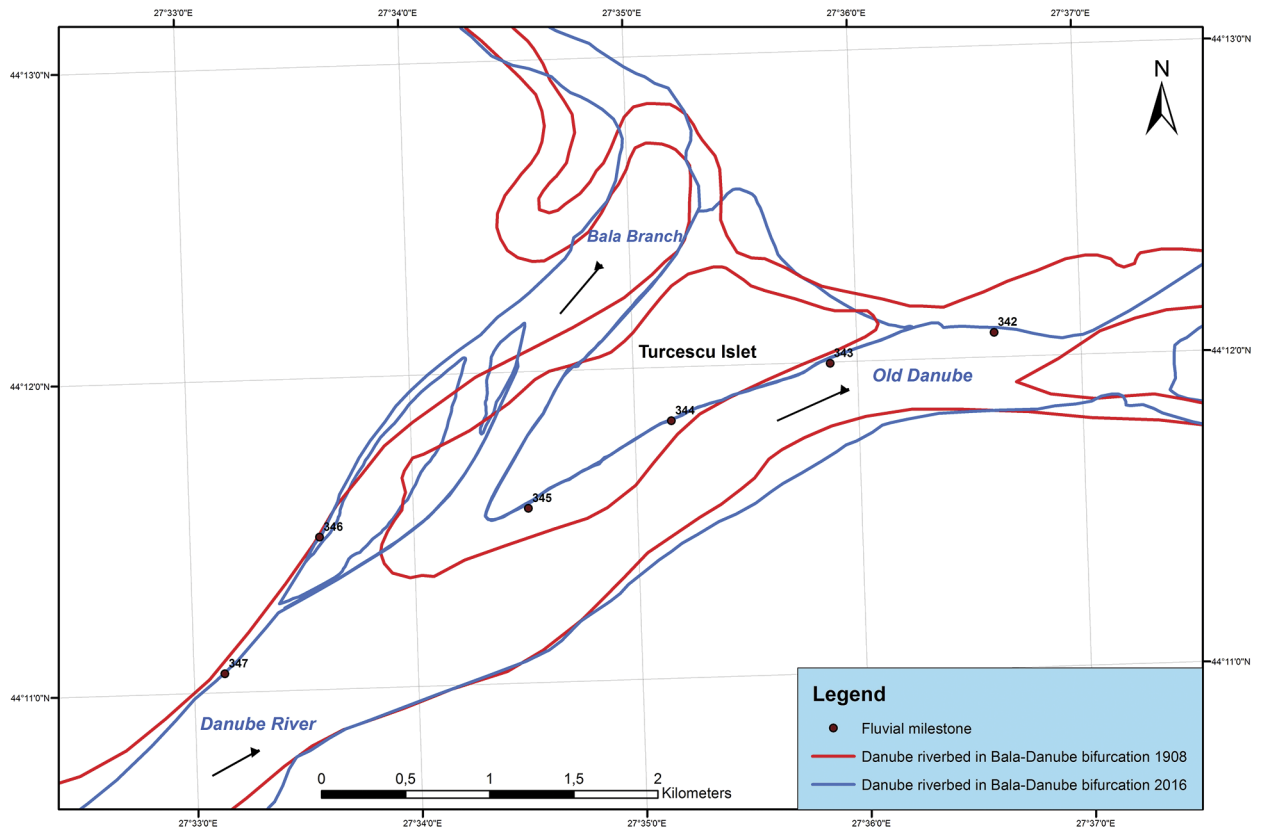 27°33'0"E 27°34'0"E 27°35'0"E 27°36'0"E 27°37'0"E
44°13'0"N
44°13'0"N
N
Bala Branch
342
44°12'0"N
Turcescu Islet
343
44°12'0"N
Old Danube
344
345
346
347
44°11'0"N
44°11'0"N
Danube River
Legend
Fluvial milestone
Danube riverbed in Bala-Danube bifurcation 1908
Danube riverbed in Bala-Danube bifurcation 2016
0 0,5 1 1,5 2
Kilometers
27°33'0"E 27°34'0"E 27°35'0"E 27°36'0"E 27°37'0"E